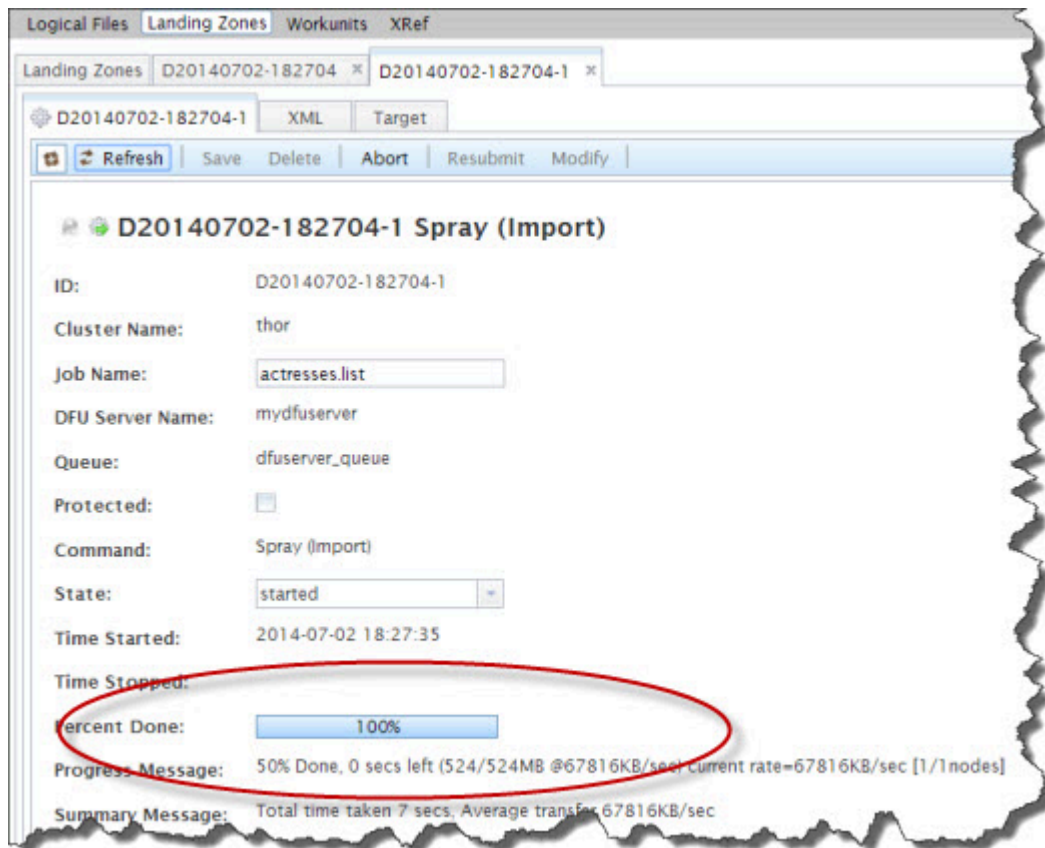 Logical Files Landing Zones Workunits XRef
Landing Zones D20140702-182704 × D20140702-182704-1 ×
D20140702-182704-1 XML Target
Refresh Save Delete Abort Resubmit Modify
D20140702-182704-1 Spray (Import)
ID: D20140702-182704-1
Cluster Name: thor
Job Name: actresses.list
DFU Server Name: mydfuserver
Queue: dfuserver_queue
Protected:
Command: Spray (Import)
State: started
Time Started: 2014-07-02 18:27:35
Time Stopped:
Percent Done: 100%
Progress Message: 50% Done, 0 secs left (524/524MB @67816KB/sec) current rate=67816KB/sec [1/1nodes]
Summary Message: Total time taken 7 secs, Average transfer 67816KB/sec